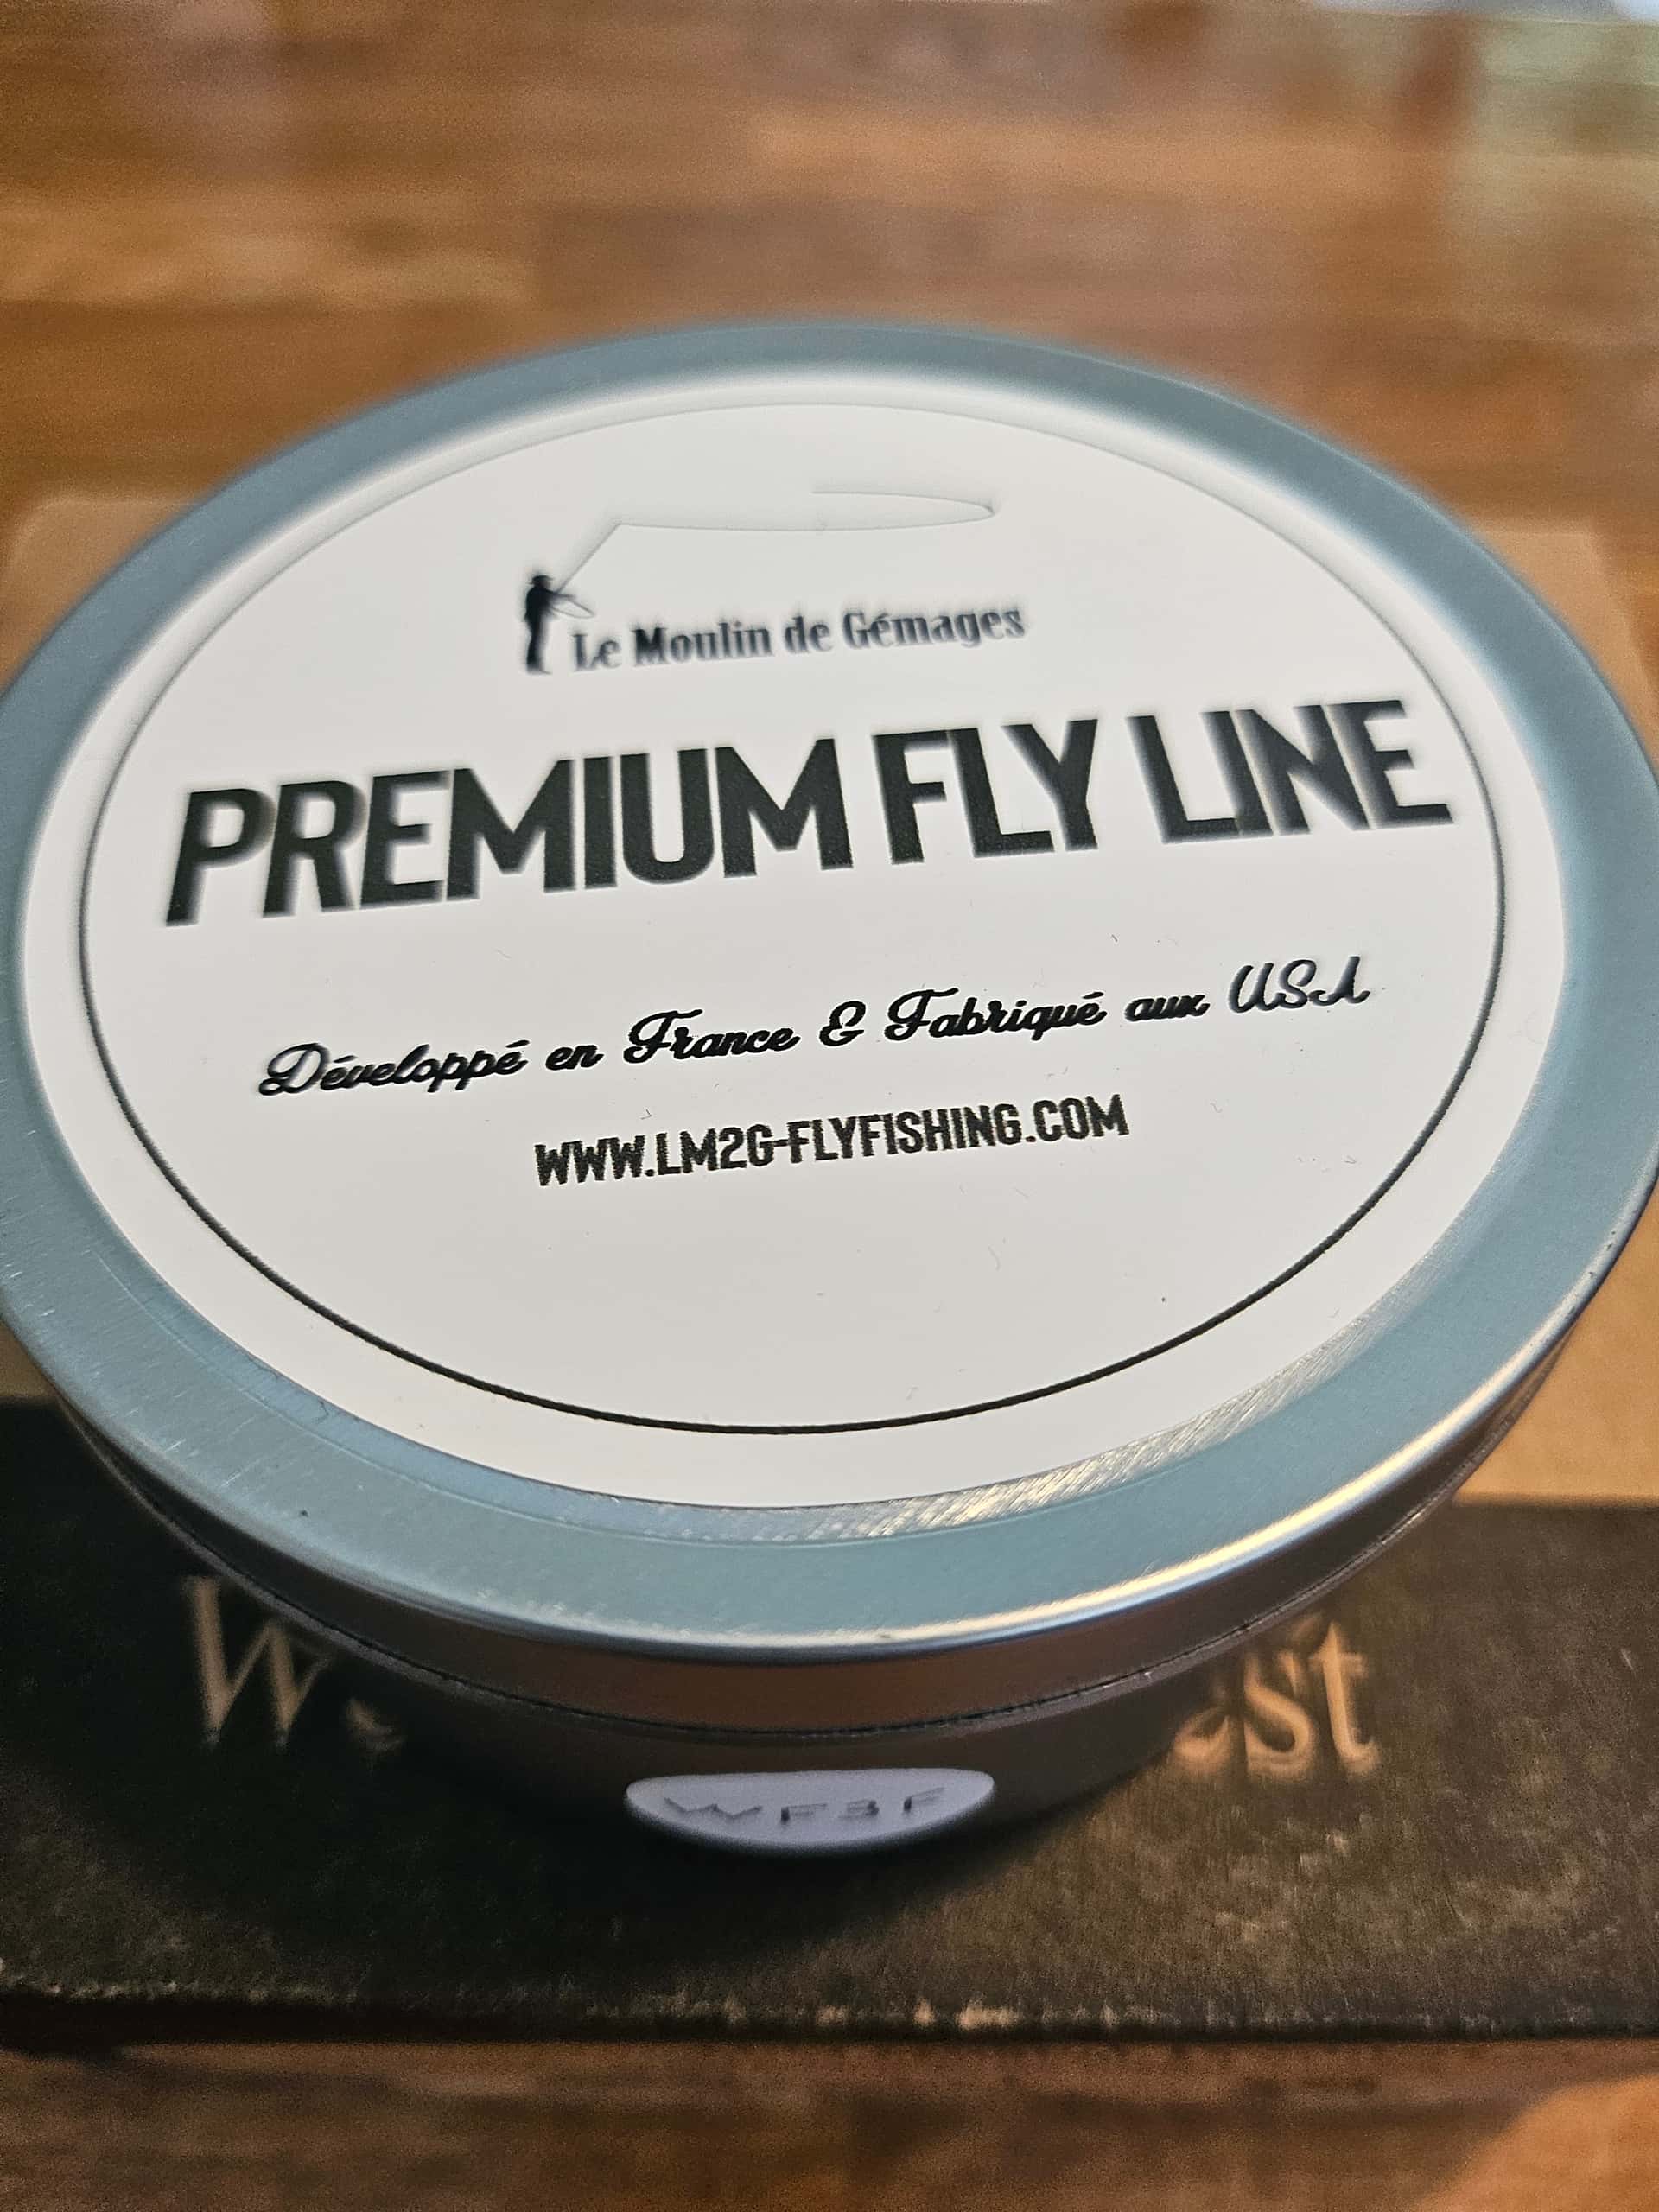 Le Moulin de Gémages
PREMIUM FLY LINE
Développé en France & Fabriqué aux USA
WWW.LM2G-FLYFISHING.COM
WF3F